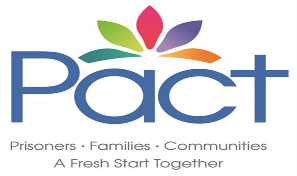 Pact
Prisoners · Families · Communities
A Fresh Start Together